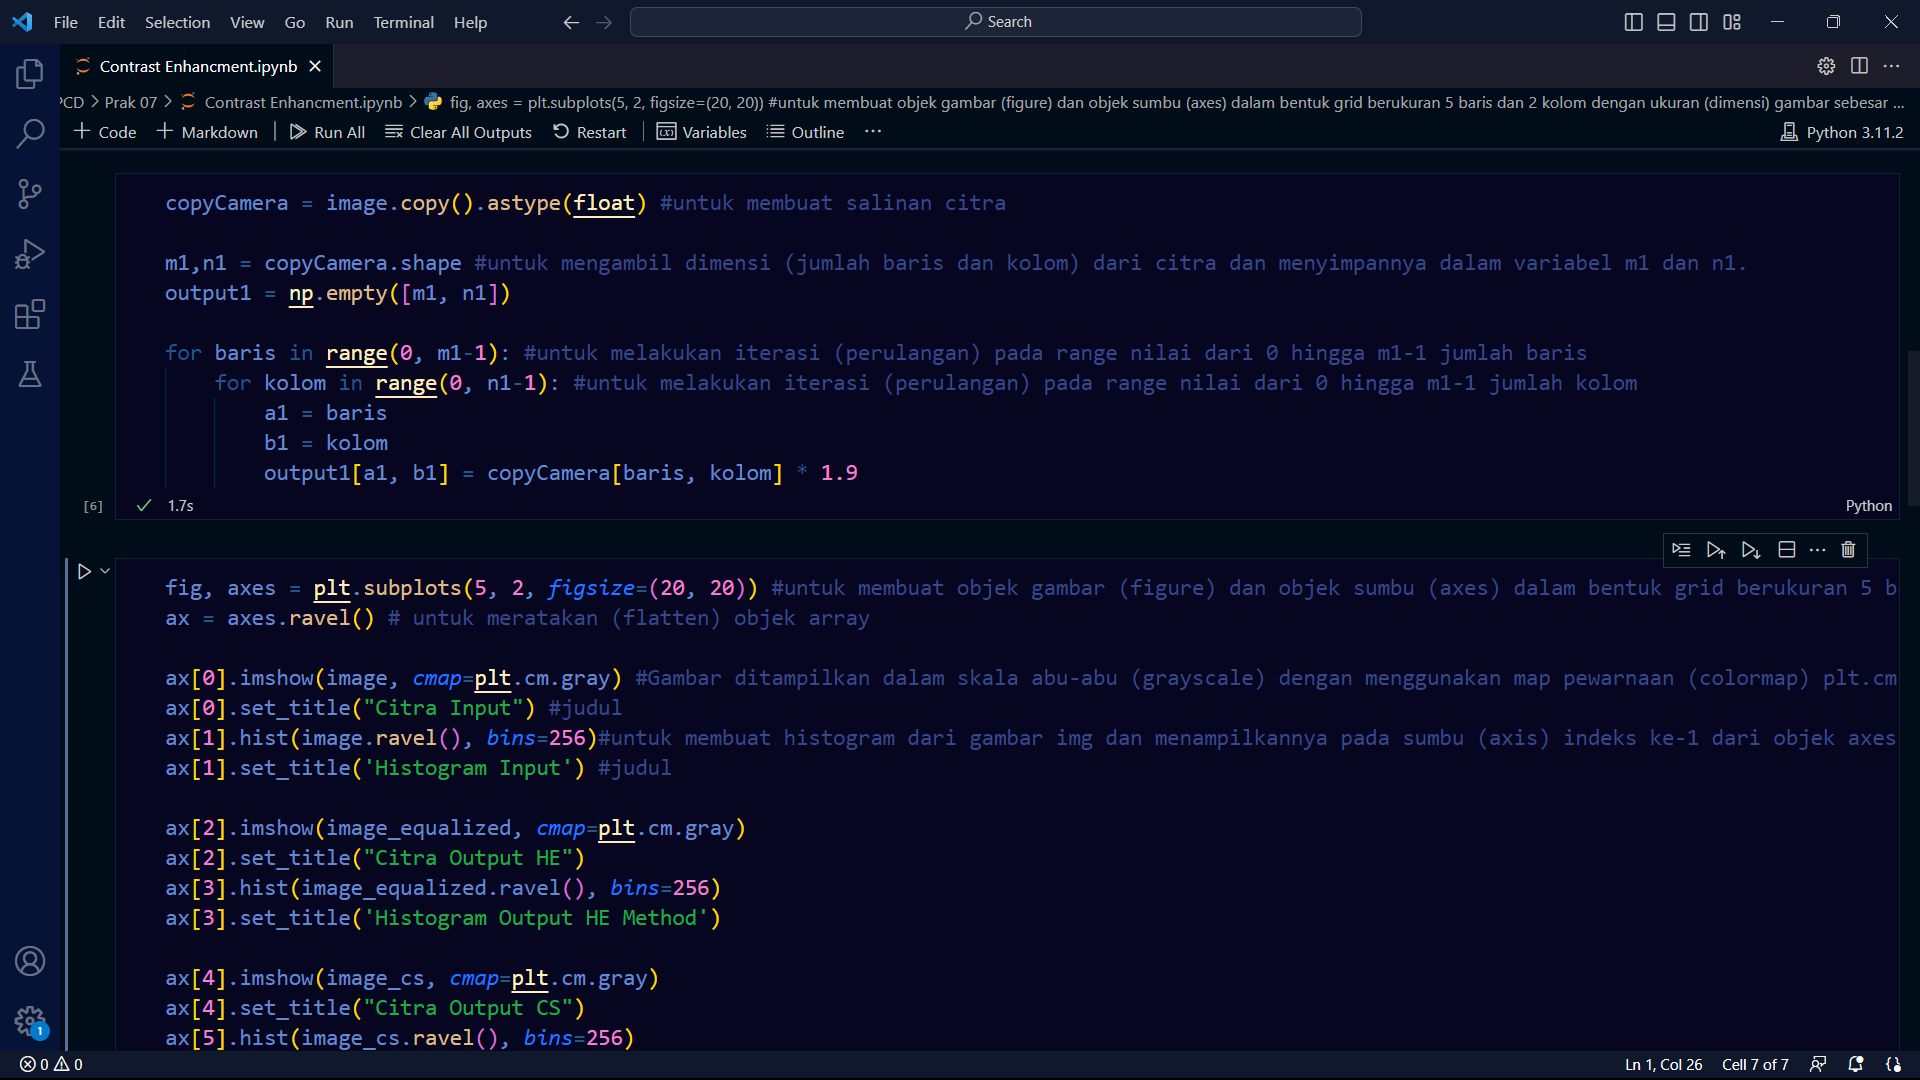 File Edit Selection View Go Run Terminal Help Search
Contrast Enhancment.ipynb
PCD > Prak 07 > Contrast Enhancment.ipynb > fig, axes = plt.subplots(5, 2, figsize=(20, 20)) #untuk membuat objek gambar (figure) dan objek sumbu (axes) dalam bentuk grid berukuran 5 baris dan 2 kolom dengan ukuran (dimensi) gambar sebesar ...
+ Code + Markdown | Run All Clear All Outputs Restart | Variables Outline ... Python 3.11.2
copyCamera = image.copy().astype(float) #untuk membuat salinan citra
m1,n1 = copyCamera.shape #untuk mengambil dimensi (jumlah baris dan kolom) dari citra dan menyimpannya dalam variabel m1 dan n1.
output1 = np.empty([m1, n1])
for baris in range(0, m1-1): #untuk melakukan iterasi (perulangan) pada range nilai dari 0 hingga m1-1 jumlah baris
for kolom in range(0, n1-1): #untuk melakukan iterasi (perulangan) pada range nilai dari 0 hingga m1-1 jumlah kolom
a1 = baris
b1 = kolom
output1[a1, b1] = copyCamera[baris, kolom] * 1.9
[6] 1.7s Python
fig, axes = plt.subplots(5, 2, figsize=(20, 20)) #untuk membuat objek gambar (figure) dan objek sumbu (axes) dalam bentuk grid berukuran 5 b
ax = axes.ravel() # untuk meratakan (flatten) objek array
ax[0].imshow(image, cmap=plt.cm.gray) #Gambar ditampilkan dalam skala abu-abu (grayscale) dengan menggunakan map pewarnaan (colormap) plt.cm
ax[0].set_title("Citra Input") #judul
ax[1].hist(image.ravel(), bins=256)#untuk membuat histogram dari gambar img dan menampilkannya pada sumbu (axis) indeks ke-1 dari objek axes
ax[1].set_title('Histogram Input') #judul
ax[2].imshow(image_equalized, cmap=plt.cm.gray)
ax[2].set_title("Citra Output HE")
ax[3].hist(image_equalized.ravel(), bins=256)
ax[3].set_title('Histogram Output HE Method')
ax[4].imshow(image_cs, cmap=plt.cm.gray)
ax[4].set_title("Citra Output CS")
ax[5].hist(image_cs.ravel(), bins=256)
1
0 0 Ln 1, Col 26 Cell 7 of 7